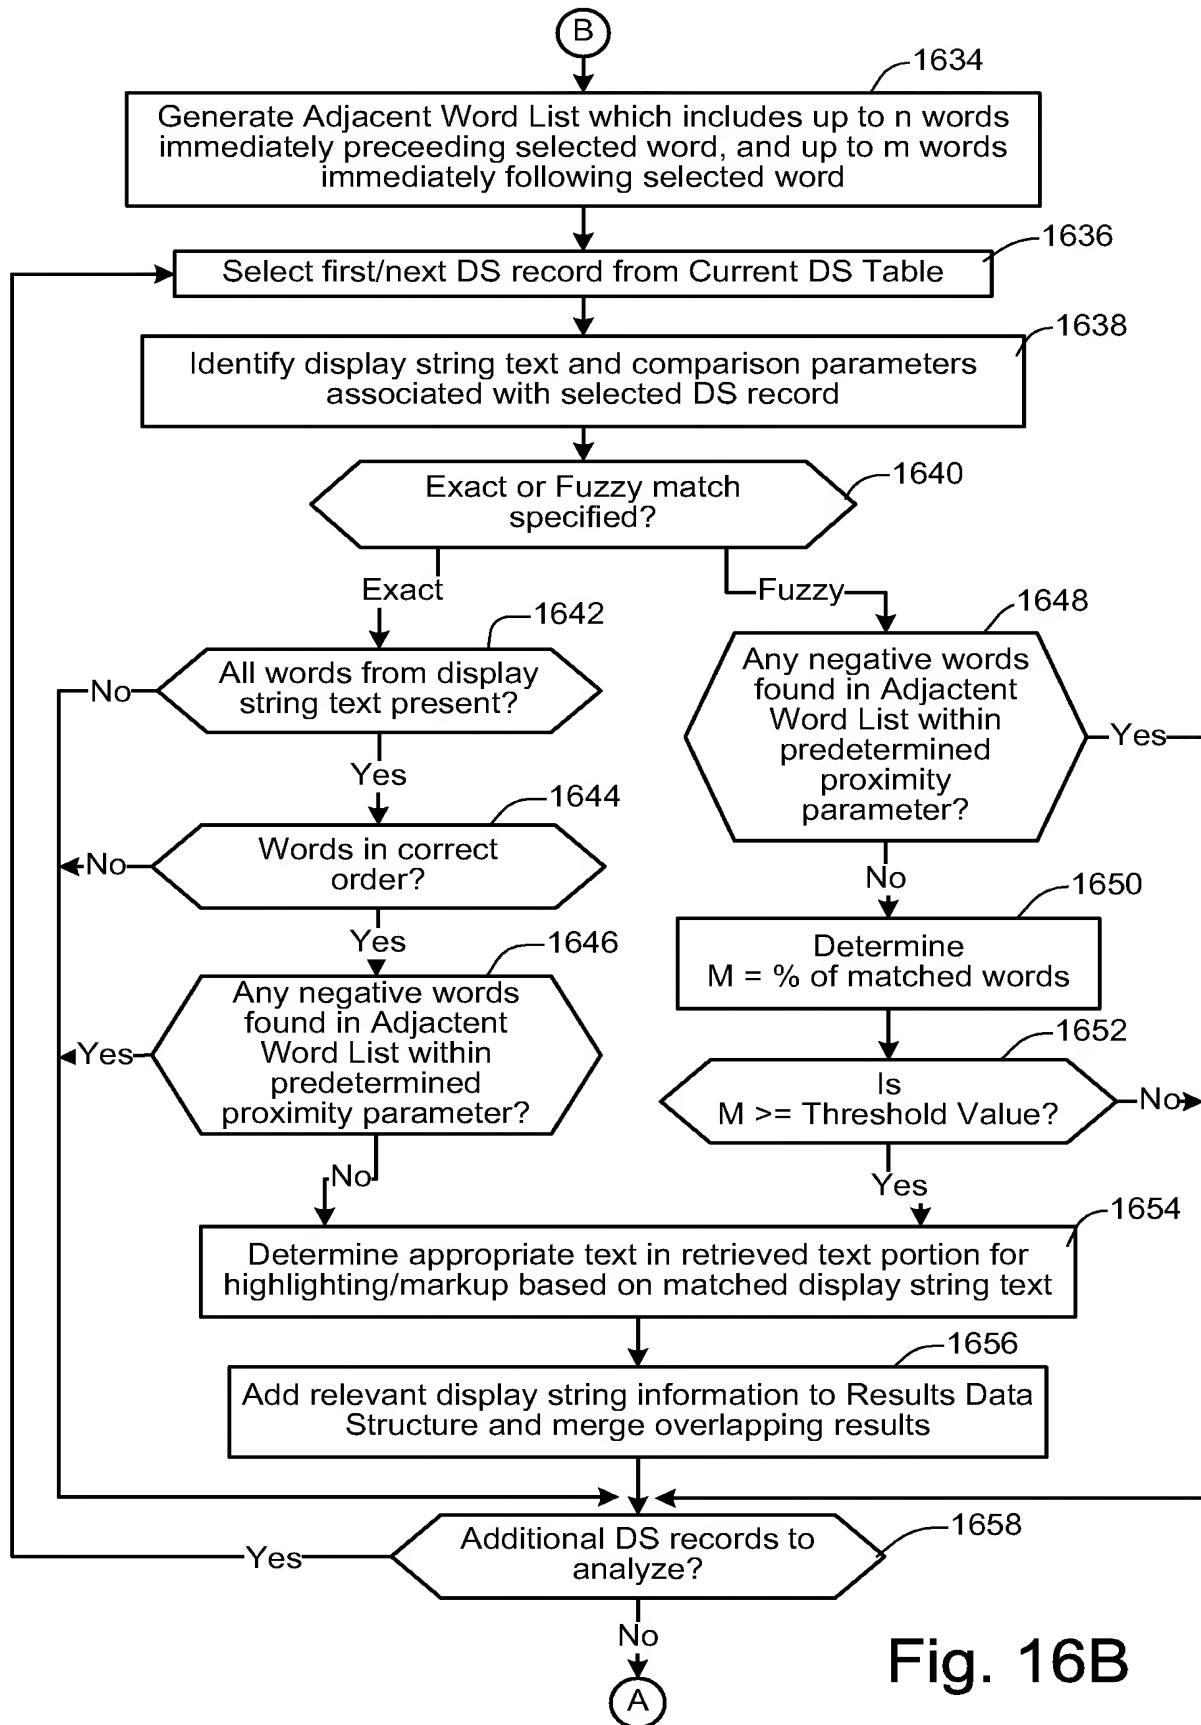 B
1634
Generate Adjacent Word List which includes up to n words
immediately preceeding selected word, and up to m words
immediately following selected word
1636
Select first/next DS record from Current DS Table
1638
Identify display string text and comparison parameters
associated with selected DS record
1640
Exact or Fuzzy match
specified?
Exact
Fuzzy
1642
All words from display
string text present?
No
Yes
1644
Words in correct
order?
No
Yes
1646
Any negative words
found in Adjactent
Word List within
predetermined
proximity parameter?
Yes
No
1648
Any negative words
found in Adjactent
Word List within
predetermined
proximity
parameter?
Yes
No
1650
Determine
M = % of matched words
1652
Is
M >= Threshold Value?
No
Yes
1654
Determine appropriate text in retrieved text portion for
highlighting/markup based on matched display string text
1656
Add relevant display string information to Results Data
Structure and merge overlapping results
1658
Additional DS records to
analyze?
Yes
No
A
Fig. 16B